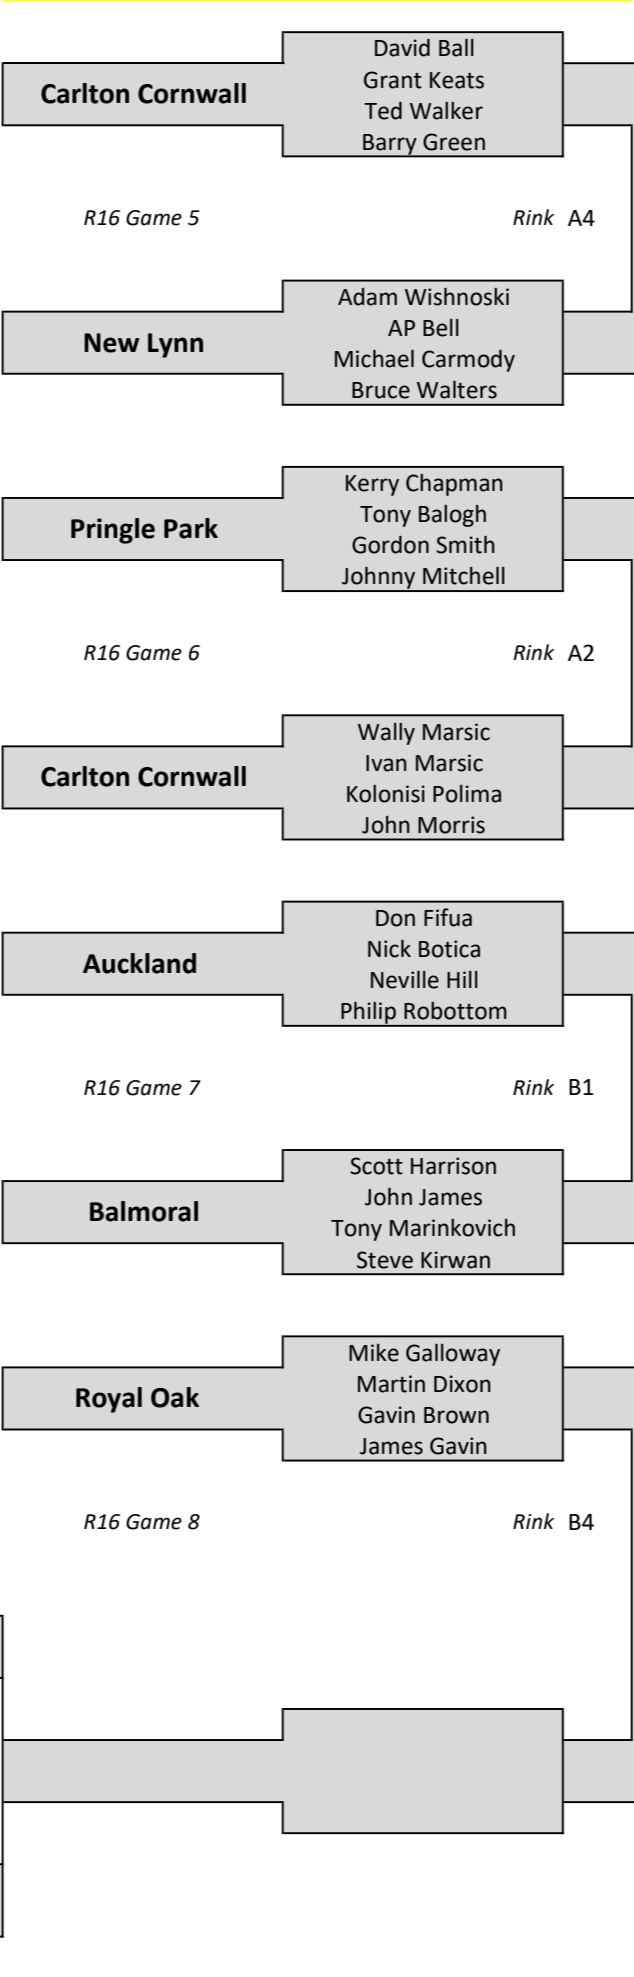 David Ball
Carlton Cornwall
Grant Keats
Ted Walker
Barry Green
R16 Game 5 Rink A4
Adam Wishnoski
New Lynn
AP Bell
Michael Carmody
Bruce Walters
Kerry Chapman
Pringle Park
Tony Balogh
Gordon Smith
Johnny Mitchell
R16 Game 6 Rink A2
Wally Marsic
Carlton Cornwall
Ivan Marsic
Kolonisi Polima
John Morris
Don Fifua
Auckland
Nick Botica
Neville Hill
Philip Robottom
R16 Game 7 Rink B1
Scott Harrison
Balmoral
John James
Tony Marinkovich
Steve Kirwan
Mike Galloway
Royal Oak
Martin Dixon
Gavin Brown
James Gavin
R16 Game 8 Rink B4